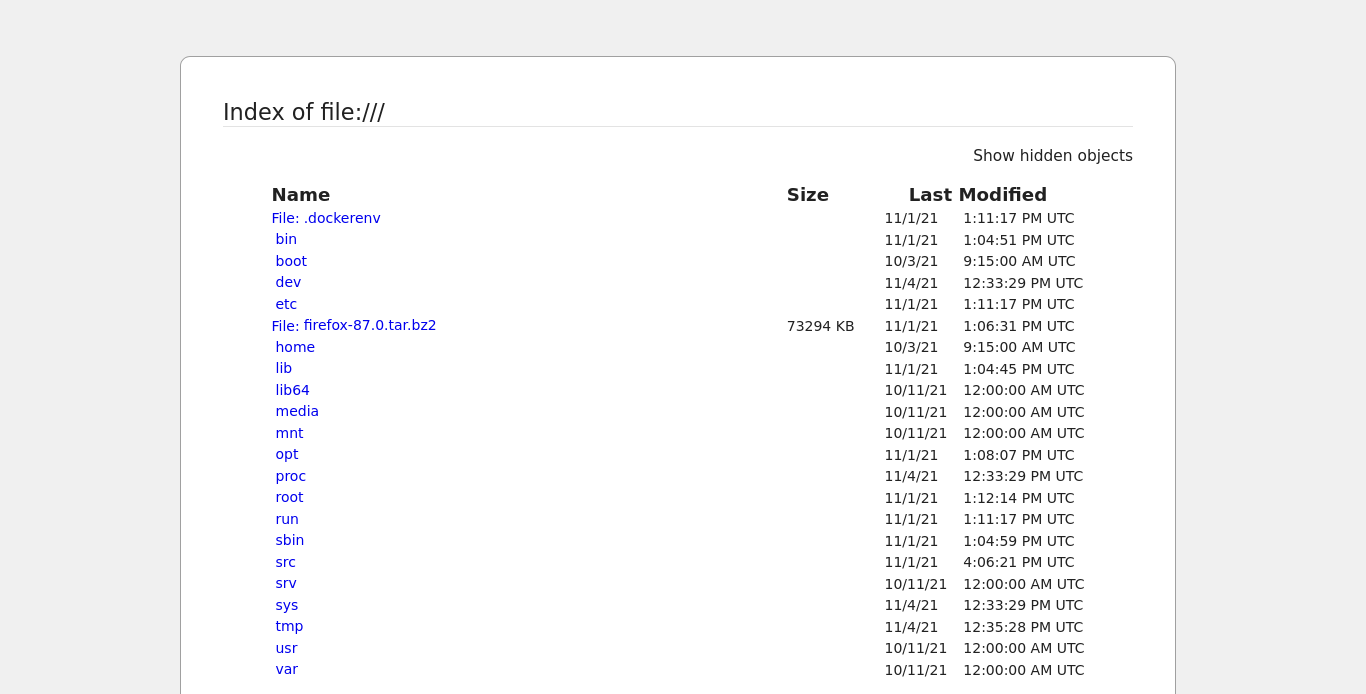 Index of file:///
Show hidden objects
Name Size Last Modified
File: .dockerenv 11/1/21 1:11:17 PM UTC
bin 11/1/21 1:04:51 PM UTC
boot 10/3/21 9:15:00 AM UTC
dev 11/4/21 12:33:29 PM UTC
etc 11/1/21 1:11:17 PM UTC
File: firefox-87.0.tar.bz2 73294 KB 11/1/21 1:06:31 PM UTC
home 10/3/21 9:15:00 AM UTC
lib 11/1/21 1:04:45 PM UTC
lib64 10/11/21 12:00:00 AM UTC
media 10/11/21 12:00:00 AM UTC
mnt 10/11/21 12:00:00 AM UTC
opt 11/1/21 1:08:07 PM UTC
proc 11/4/21 12:33:29 PM UTC
root 11/1/21 1:12:14 PM UTC
run 11/1/21 1:11:17 PM UTC
sbin 11/1/21 1:04:59 PM UTC
src 11/1/21 4:06:21 PM UTC
srv 10/11/21 12:00:00 AM UTC
sys 11/4/21 12:33:29 PM UTC
tmp 11/4/21 12:35:28 PM UTC
usr 10/11/21 12:00:00 AM UTC
var 10/11/21 12:00:00 AM UTC